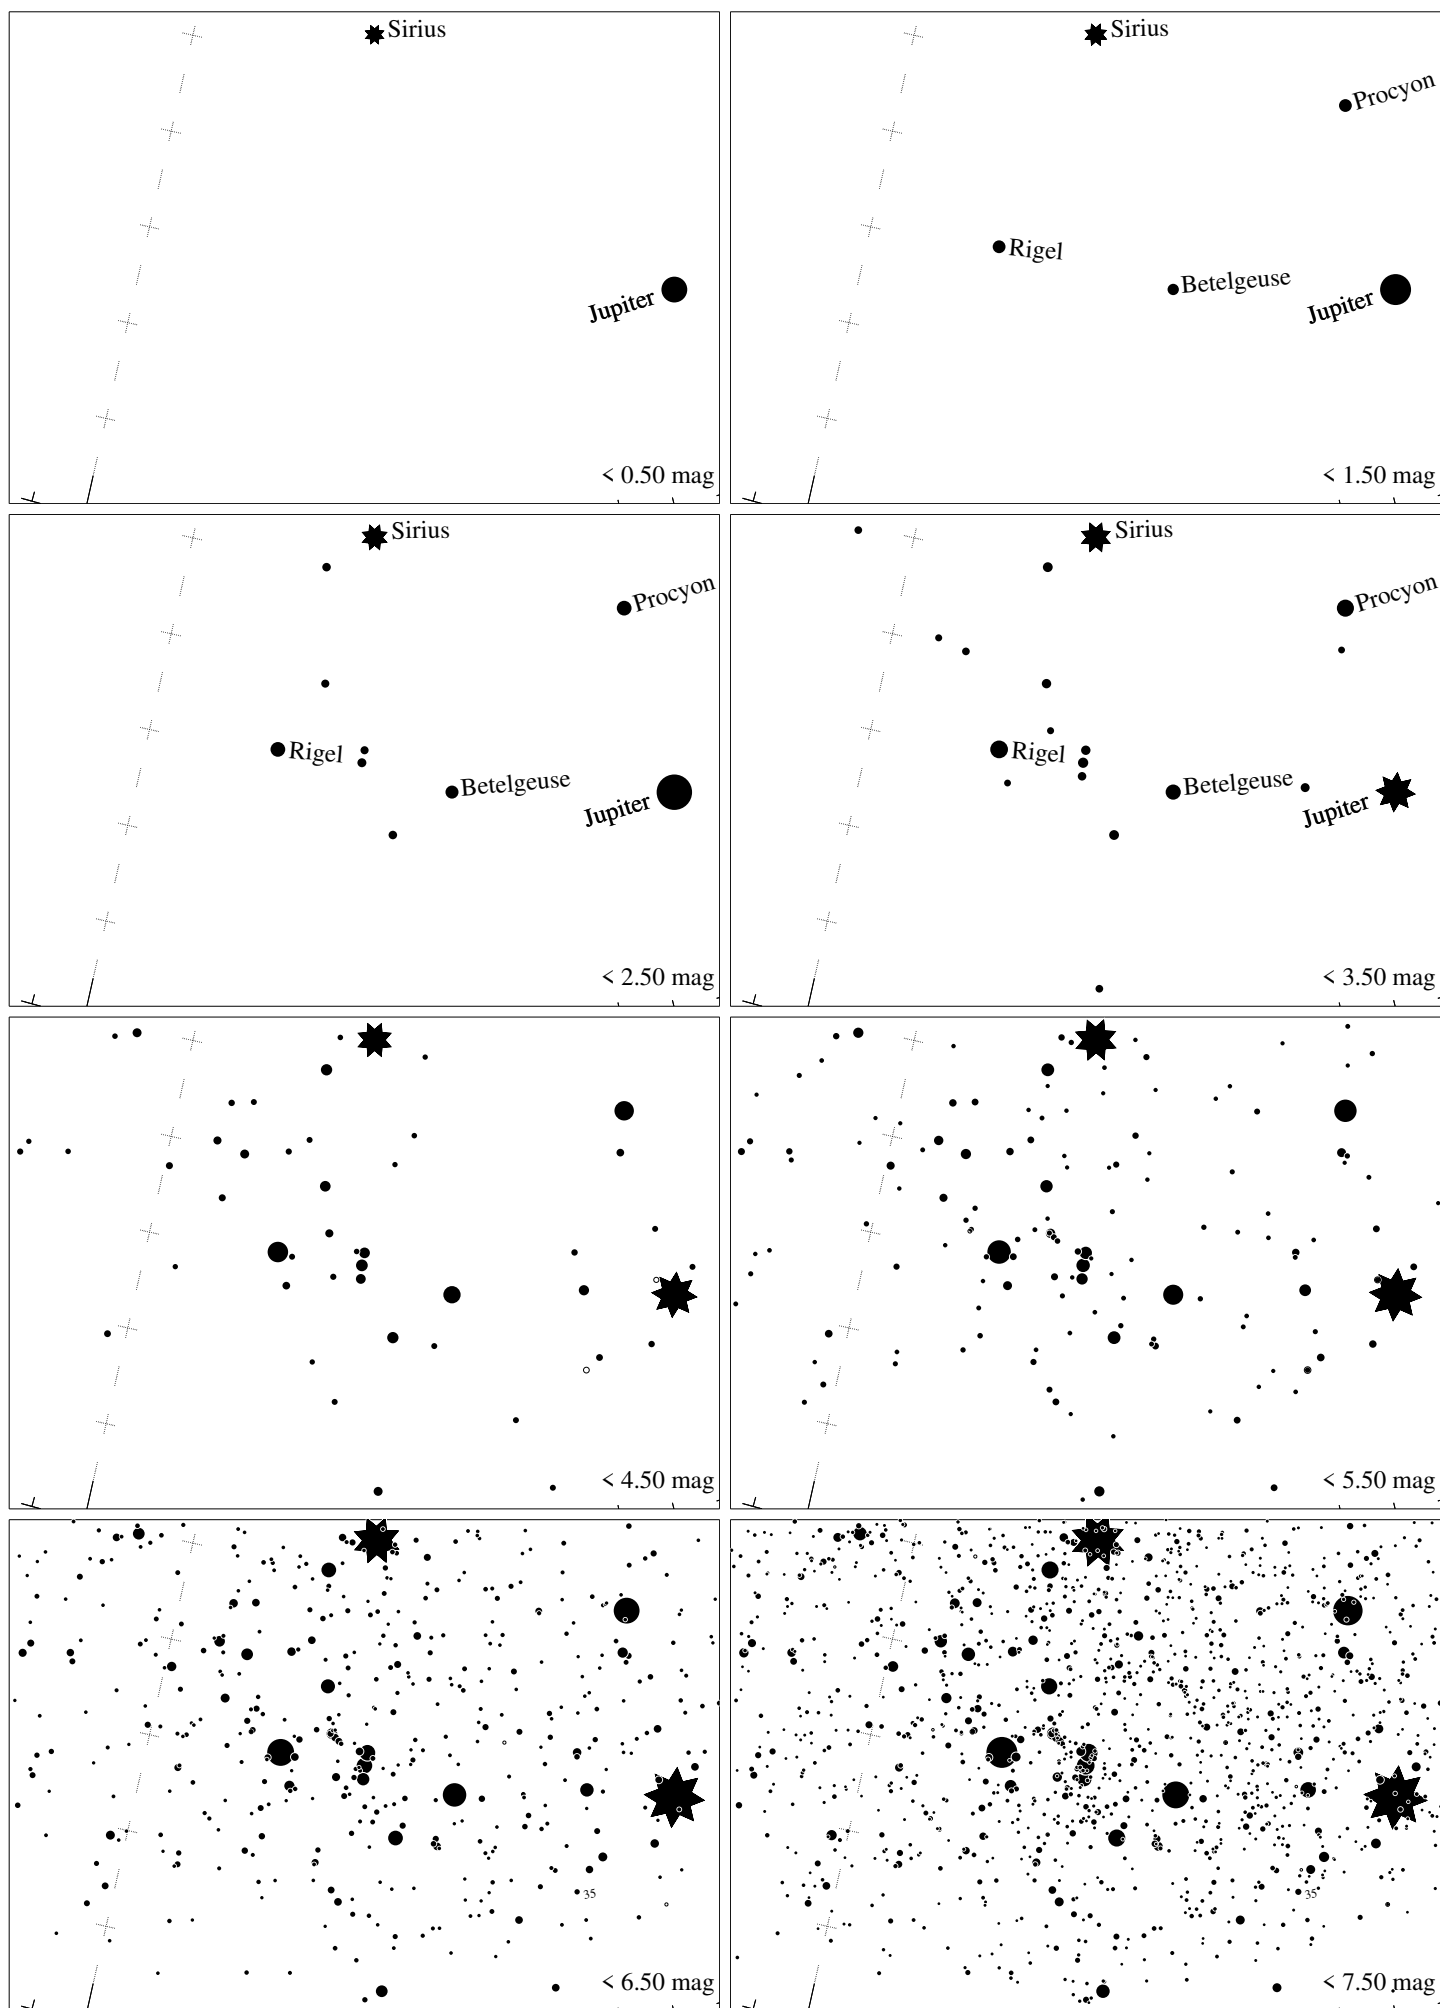 Sirius
Jupiter
< 0.50 mag
Sirius
Procyon
Rigel
Betelgeuse
Jupiter
< 1.50 mag
Sirius
Procyon
Rigel
Betelgeuse
Jupiter
< 2.50 mag
Sirius
Procyon
Rigel
Betelgeuse
Jupiter
< 3.50 mag
< 4.50 mag
< 5.50 mag
35
< 6.50 mag
35
< 7.50 mag